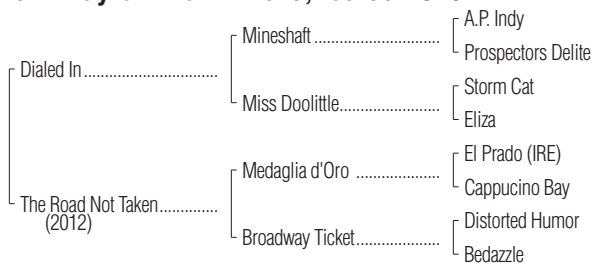 A.P. Indy
Mineshaft
Prospectors Delite
Dialed In
Storm Cat
Miss Doolittle
Eliza
El Prado (IRE)
Medaglia d'Oro
Cappucino Bay
The Road Not Taken
(2012)
Distorted Humor
Broadway Ticket
Bedazzle